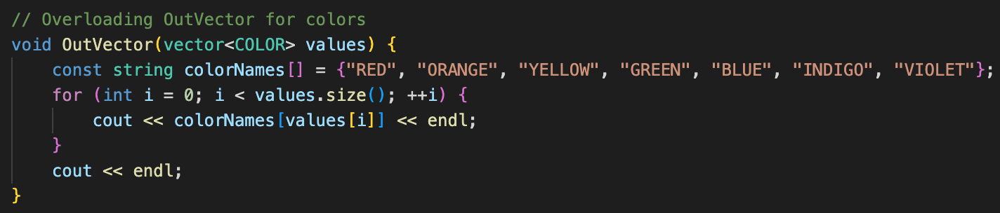 // Overloading OutVector for colors
void OutVector(vector<COLOR> values) {
    const string colorNames[] = {"RED", "ORANGE", "YELLOW", "GREEN", "BLUE", "INDIGO", "VIOLET"};
    for (int i = 0; i < values.size(); ++i) {
        cout << colorNames[values[i]] << endl;
    }
    cout << endl;
}